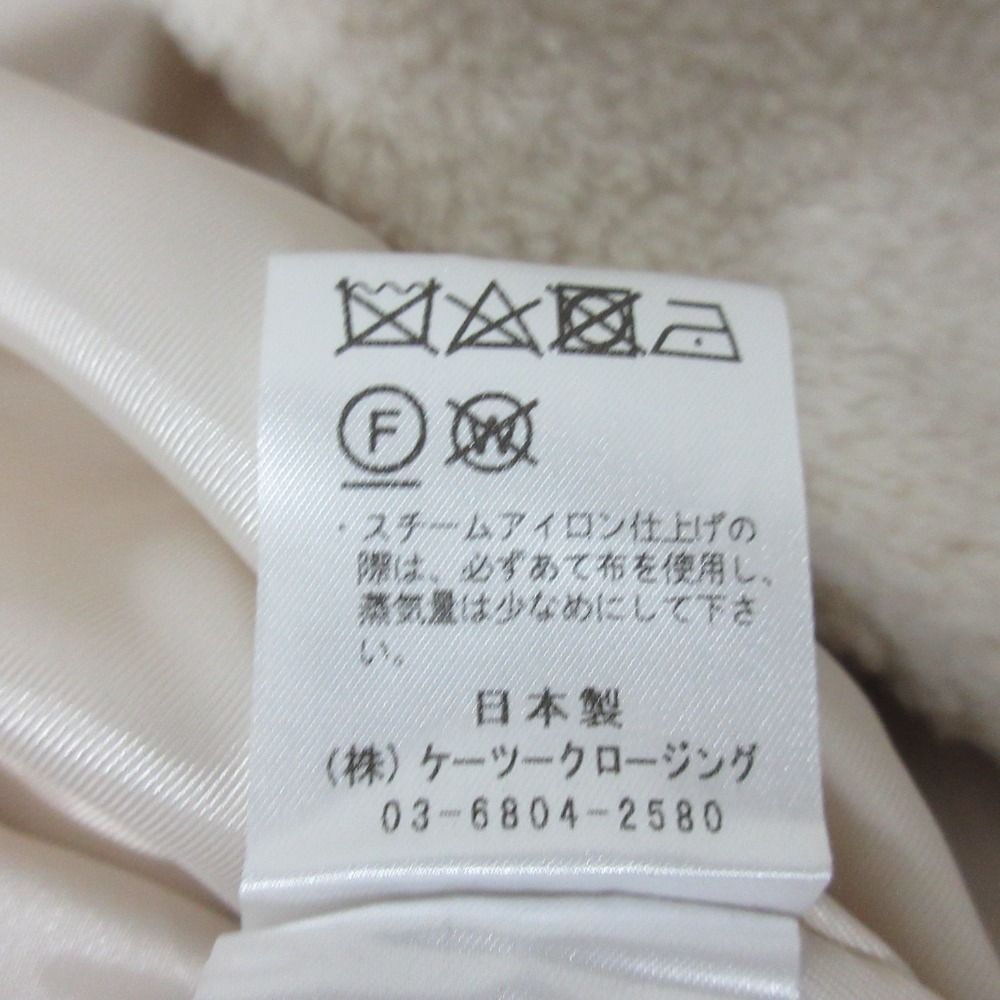 F W
・スチームアイロン仕上げの
際は、必ずあて布を使用し、
蒸気量は少なめにして下さ
い。
日本製
(株)ケーツークロージング
03-6804-2580